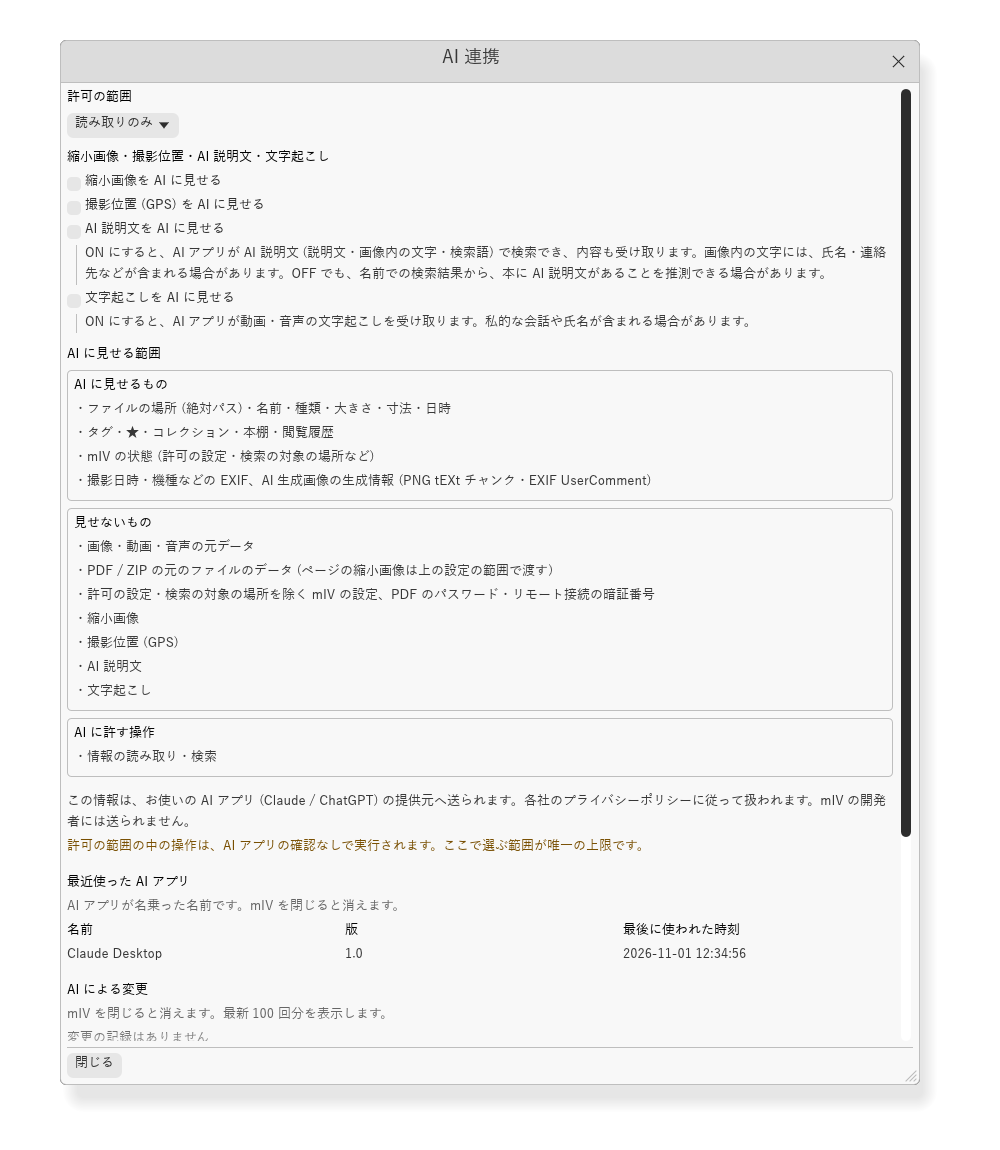 AI 連携
許可の範囲
読み取りのみ
縮小画像・撮影位置・AI 説明文・文字起こし
縮小画像を AI に見せる
撮影位置 (GPS) を AI に見せる
AI 説明文を AI に見せる
ON にすると、AI アプリが AI 説明文 (説明文・画像内の文字・検索語) で検索でき、内容も受け取ります。画像内の文字には、氏名・連絡
先などが含まれる場合があります。OFF でも、名前での検索結果から、本に AI 説明文があることを推測できる場合があります。
文字起こしを AI に見せる
ON にすると、AI アプリが動画・音声の文字起こしを受け取ります。私的な会話や氏名が含まれる場合があります。
AI に見せる範囲
AI に見せるもの
・ファイルの場所 (絶対パス)・名前・種類・大きさ・寸法・日時
・タグ・★・コレクション・本棚・閲覧履歴
・mIV の状態 (許可の設定・検索の対象の場所など)
・撮影日時・機種などの EXIF、AI 生成画像の生成情報 (PNG tEXt チャンク・EXIF UserComment)
見せないもの
・画像・動画・音声の元データ
・PDF / ZIP の元のファイルのデータ (ページの縮小画像は上の設定の範囲で渡す)
・許可の設定・検索の対象の場所を除く mIV の設定、PDF のパスワード・リモート接続の暗証番号
・縮小画像
・撮影位置 (GPS)
・AI 説明文
・文字起こし
AI に許す操作
・情報の読み取り・検索
この情報は、お使いの AI アプリ (Claude / ChatGPT) の提供元へ送られます。各社のプライバシーポリシーに従って扱われます。mIV の開発
者には送られません。
許可の範囲の中の操作は、AI アプリの確認なしで実行されます。ここで選ぶ範囲が唯一の上限です。
最近使った AI アプリ
AI アプリが名乗った名前です。mIV を閉じると消えます。
名前 版 最後に使われた時刻
Claude Desktop 1.0 2026-11-01 12:34:56
AI による変更
mIV を閉じると消えます。最新 100 回分を表示します。
変更の記録はありません
閉じる